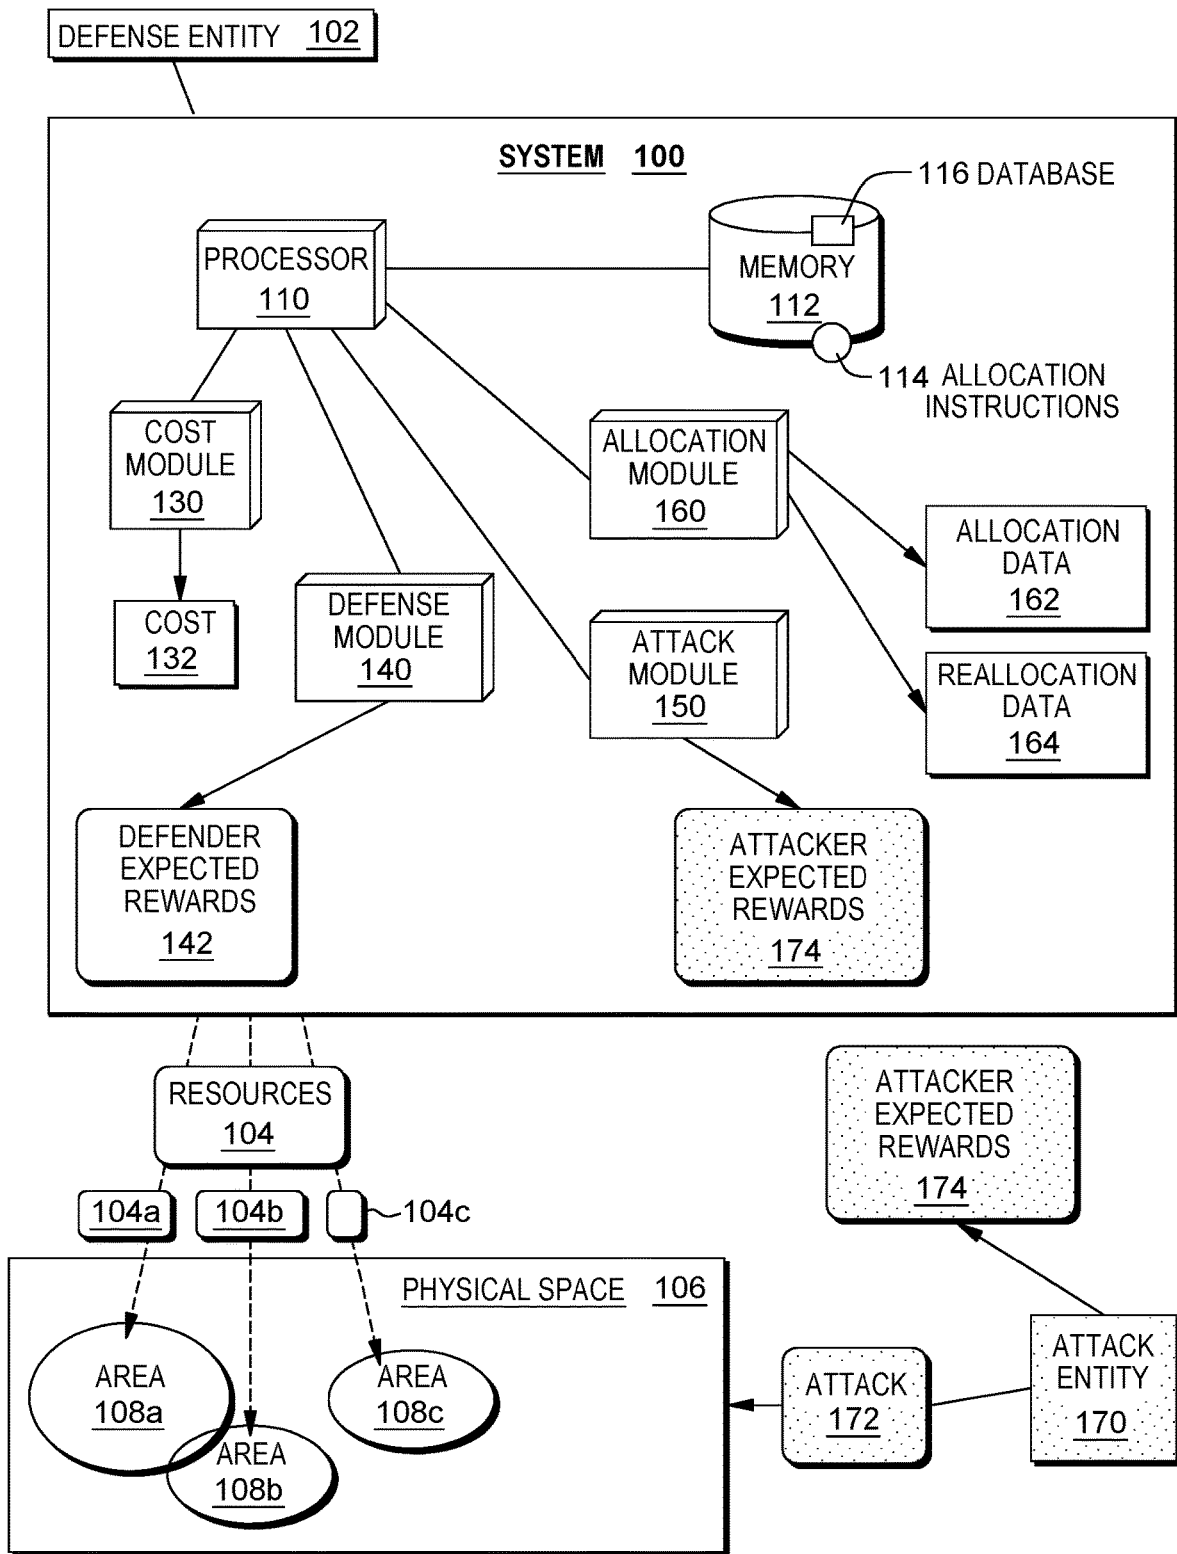 DEFENSE ENTITY 102
SYSTEM 100
116 DATABASE
PROCESSOR
110
MEMORY
112
114 ALLOCATION
INSTRUCTIONS
COST
MODULE
130
ALLOCATION
MODULE
160
ALLOCATION
DATA
162
COST
132
DEFENSE
MODULE
140
ATTACK
MODULE
150
REALLOCATION
DATA
164
DEFENDER
EXPECTED
REWARDS
142
ATTACKER
EXPECTED
REWARDS
174
RESOURCES
104
ATTACKER
EXPECTED
REWARDS
174
104a
104b
104c
PHYSICAL SPACE 106
AREA
108a
AREA
108b
AREA
108c
ATTACK
172
ATTACK
ENTITY
170